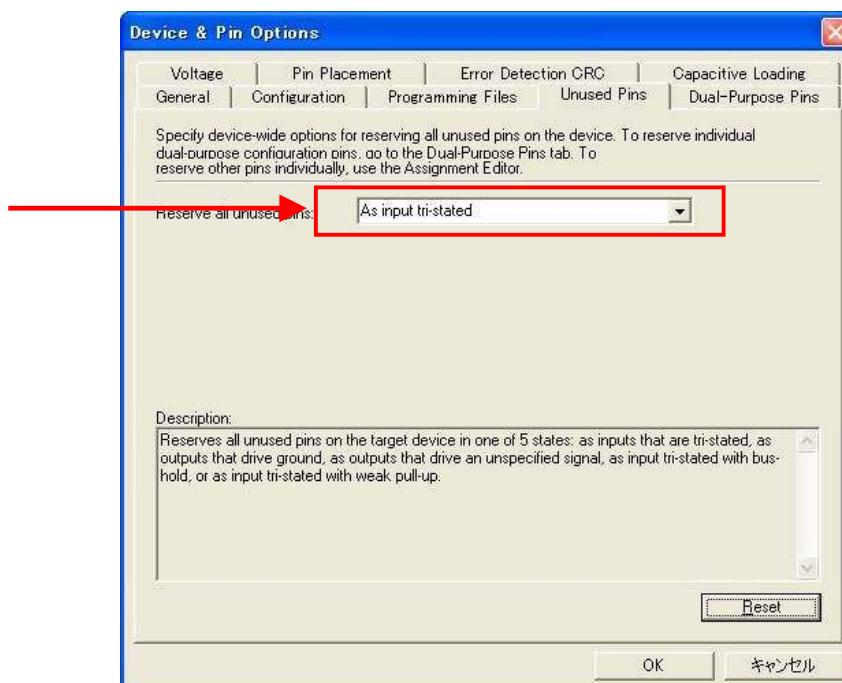 Device & Pin Options
Voltage Pin Placement Error Detection CRC Capacitive Loading
General Configuration Programming Files Unused Pins Dual-Purpose Pins
Specify device-wide options for reserving all unused pins on the device. To reserve individual
dual-purpose configuration pins, go to the Dual-Purpose Pins tab. To
reserve other pins individually, use the Assignment Editor.
Reserve all unused pins: As input tri-stated
Description:
Reserves all unused pins on the target device in one of 5 states: as inputs that are tri-stated, as
outputs that drive ground, as outputs that drive an unspecified signal, as input tri-stated with bus-
hold, or as input tri-stated with weak pull-up.
Reset
OK キャンセル